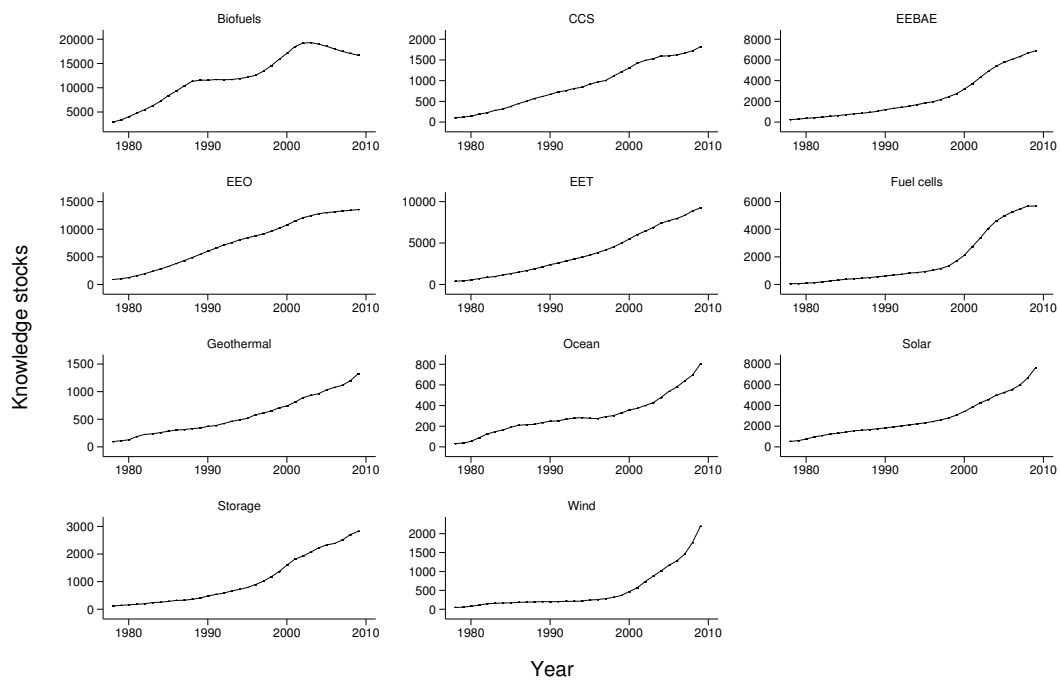 Biofuels CCS EEBAE
20000 2000 8000
15000 1500 6000
10000 1000 4000
5000 500 2000
0 0
1980 1990 2000 2010 1980 1990 2000 2010 1980 1990 2000 2010
EEO EET Fuel cells
15000 10000 6000
10000 5000 4000
5000 2000
0 0 0
1980 1990 2000 2010 1980 1990 2000 2010 1980 1990 2000 2010
Knowledge stocks
Geothermal Ocean Solar
1500 800 8000
1000 600 6000
500 400 4000
0 200 2000
0 0
1980 1990 2000 2010 1980 1990 2000 2010 1980 1990 2000 2010
Storage Wind
3000 2000
2000 1500
1000 1000
0 500
0
1980 1990 2000 2010 1980 1990 2000 2010
Year